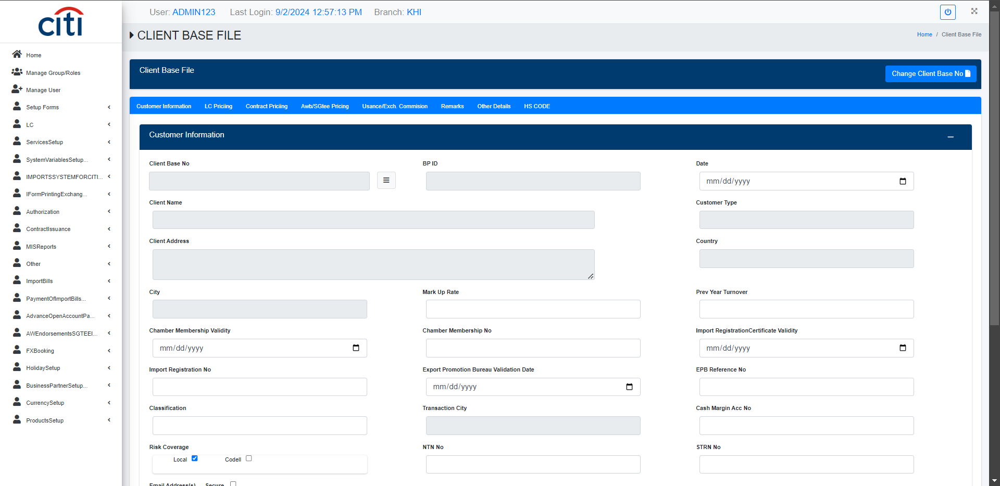 citi
User: ADMIN123 Last Login: 9/2/2024 12:57:13 PM Branch: KHI
CLIENT BASE FILE
Home / Client Base File
Home
Manage Group/Roles
Manage User
Setup Forms
LC
ServicesSetup
SystemVariablesSetup...
IMPORTSSYSTEMFORCITI...
IFormPrintingExchang...
Authorization
ContractIssuance
MISReports
Other
ImportBills
PaymentOfImportBills...
AdvanceOpenAccountPa...
AWEndorsementsSGTEEI...
FXBooking
HolidaySetup
BusinessPartnerSetup...
CurrencySetup
ProductsSetup
Client Base File
Change Client Base No
Customer Information LC Priciing Contract Priciing Awb/SGtee Pricing Usance/Exch. Commision Remarks Other Details HS CODE
Customer Information
Client Base No BP ID Date
mm/dd/yyyy
Client Name Customer Type
Client Address Country
City Mark Up Rate Prev Year Turnover
Chamber Membership Validity Chamber Membership No Import RegistrationCertificate Validity
mm/dd/yyyy mm/dd/yyyy
Import Registration No Export Promotion Bureau Validation Date EPB Reference No
mm/dd/yyyy
Classification Transaction City Cash Margin Acc No
Risk Coverage NTN No STRN No
Local Codell
Email Address(s) Secure